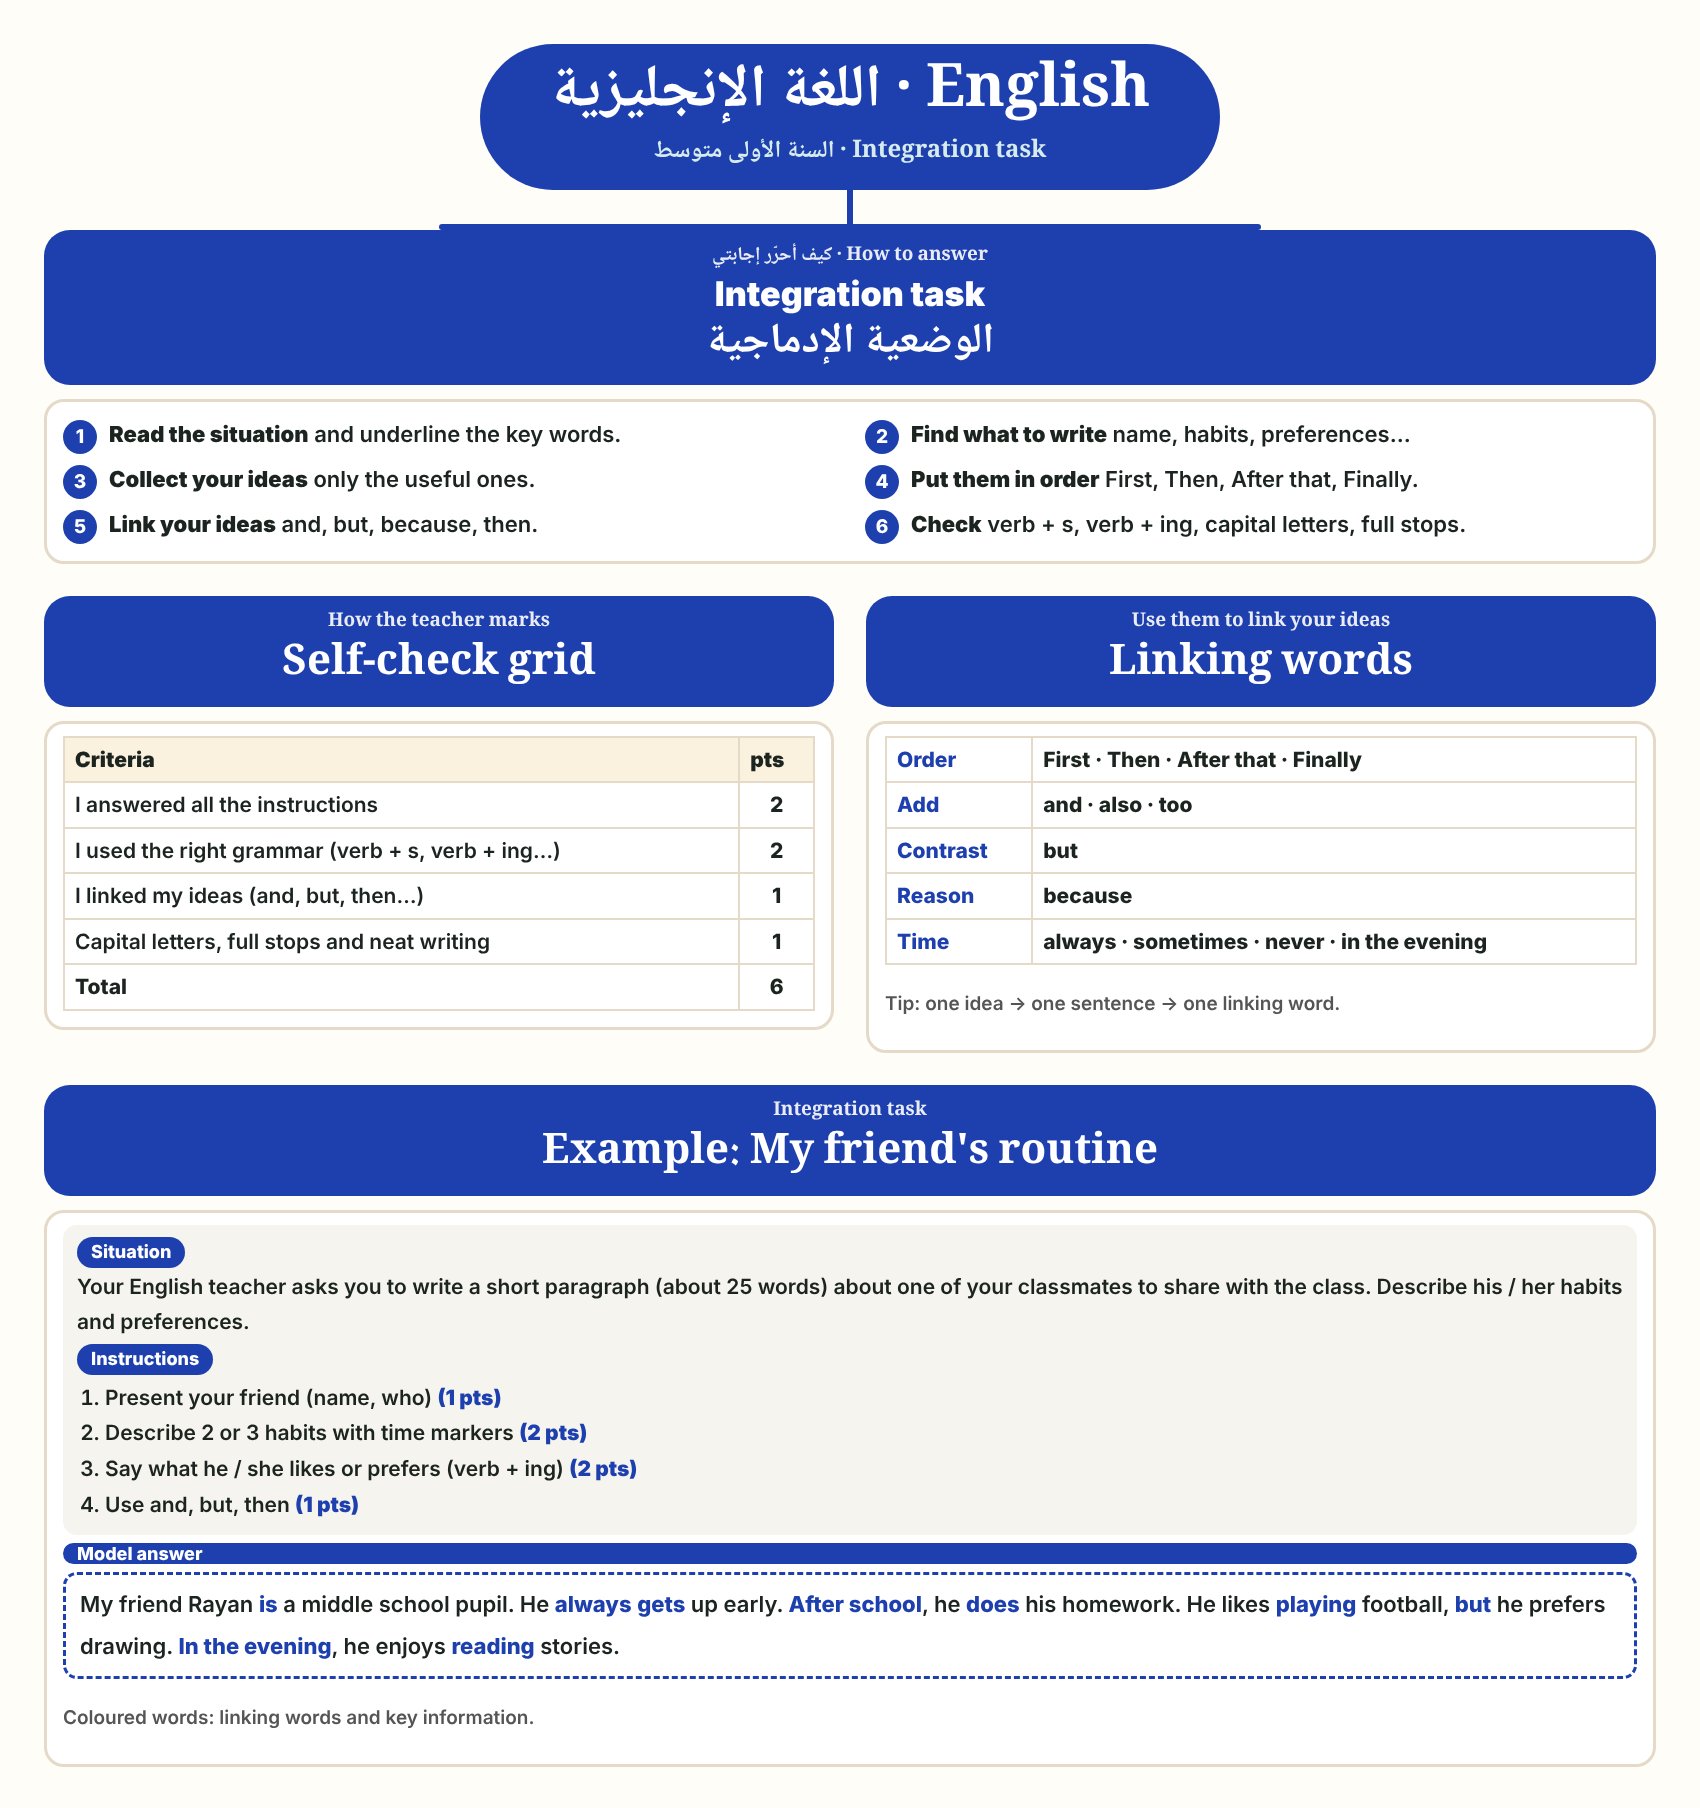 اللغة الإنجليزية · English
السنة الأولى متوسط · Integration task
كيف أحرّر إجابتي · How to answer
Integration task
الوضعية الإدماجية
1 Read the situation and underline the key words.
2 Find what to write name, habits, preferences…
3 Collect your ideas only the useful ones.
4 Put them in order First, Then, After that, Finally.
5 Link your ideas and, but, because, then.
6 Check verb + s, verb + ing, capital letters, full stops.
How the teacher marks
Self-check grid
Criteria pts
I answered all the instructions 2
I used the right grammar (verb + s, verb + ing…) 2
I linked my ideas (and, but, then…) 1
Capital letters, full stops and neat writing 1
Total 6
Use them to link your ideas
Linking words
Order First · Then · After that · Finally
Add and · also · too
Contrast but
Reason because
Time always · sometimes · never · in the evening
Tip: one idea → one sentence → one linking word.
Integration task
Example: My friend's routine
Situation
Your English teacher asks you to write a short paragraph (about 25 words) about one of your classmates to share with the class. Describe his / her habits
and preferences.
Instructions
1. Present your friend (name, who) (1 pts)
2. Describe 2 or 3 habits with time markers (2 pts)
3. Say what he / she likes or prefers (verb + ing) (2 pts)
4. Use and, but, then (1 pts)
Model answer
My friend Rayan is a middle school pupil. He always gets up early. After school, he does his homework. He likes playing football, but he prefers
drawing. In the evening, he enjoys reading stories.
Coloured words: linking words and key information.